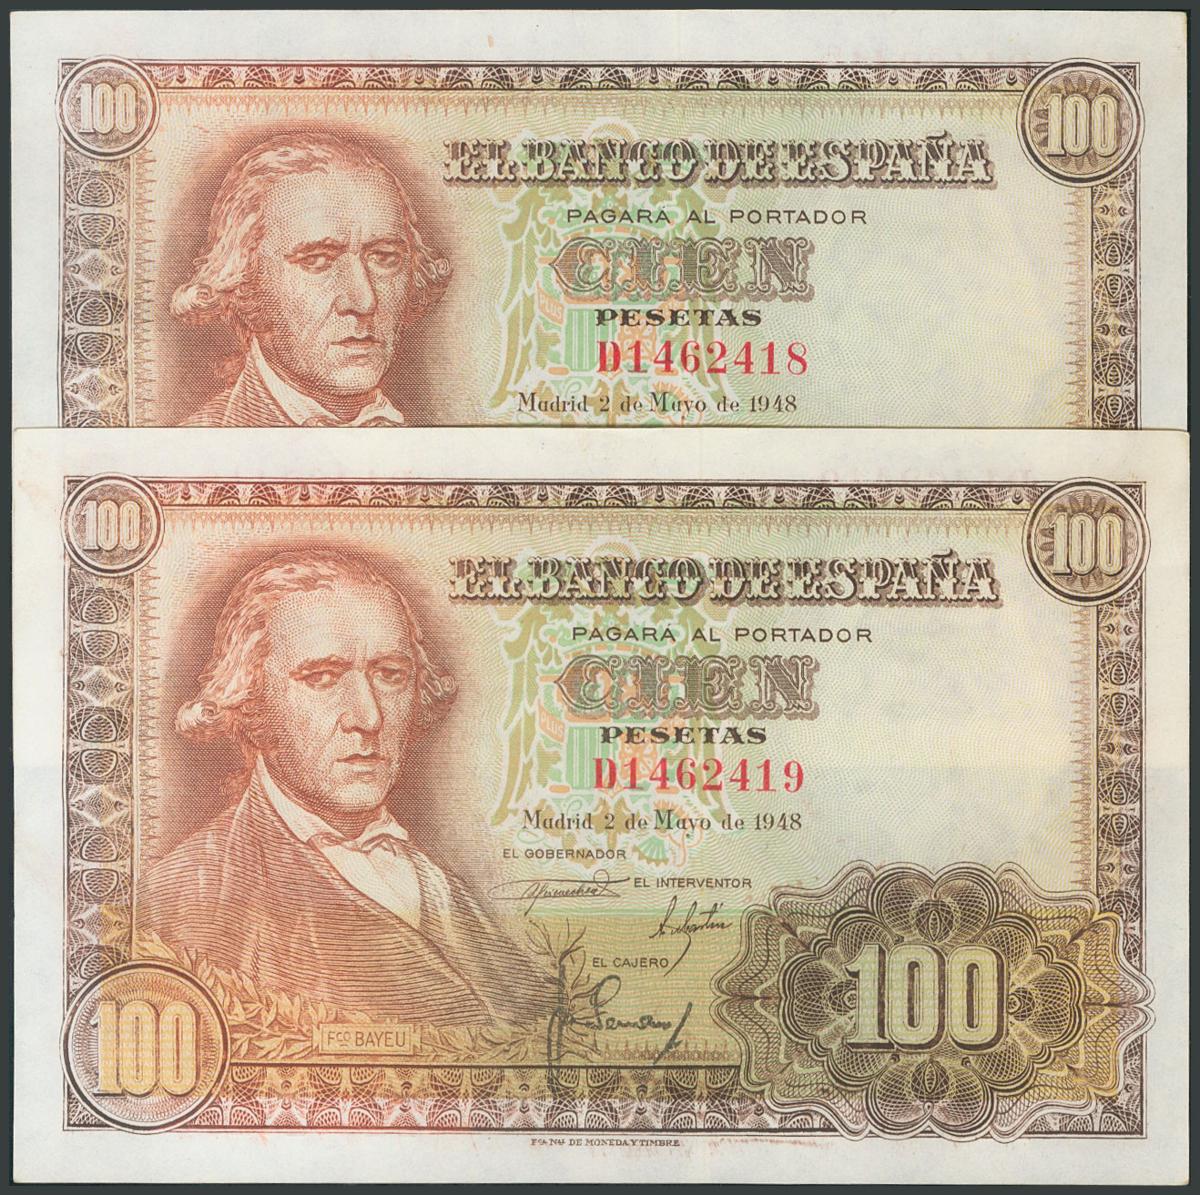 100 100
EL BANCO DE ESPAÑA
PAGARÁ AL PORTADOR
CIEN
PESETAS
D1462418
Madrid 2 de Mayo de 1948
100 100
EL BANCO DE ESPAÑA
PAGARÁ AL PORTADOR
CIEN
PESETAS
D1462419
Madrid 2 de Mayo de 1948
EL GOBERNADOR
EL INTERVENTOR
EL CAJERO
100
FCO BAYEU
100
FCA NAL DE MONEDA Y TIMBRE